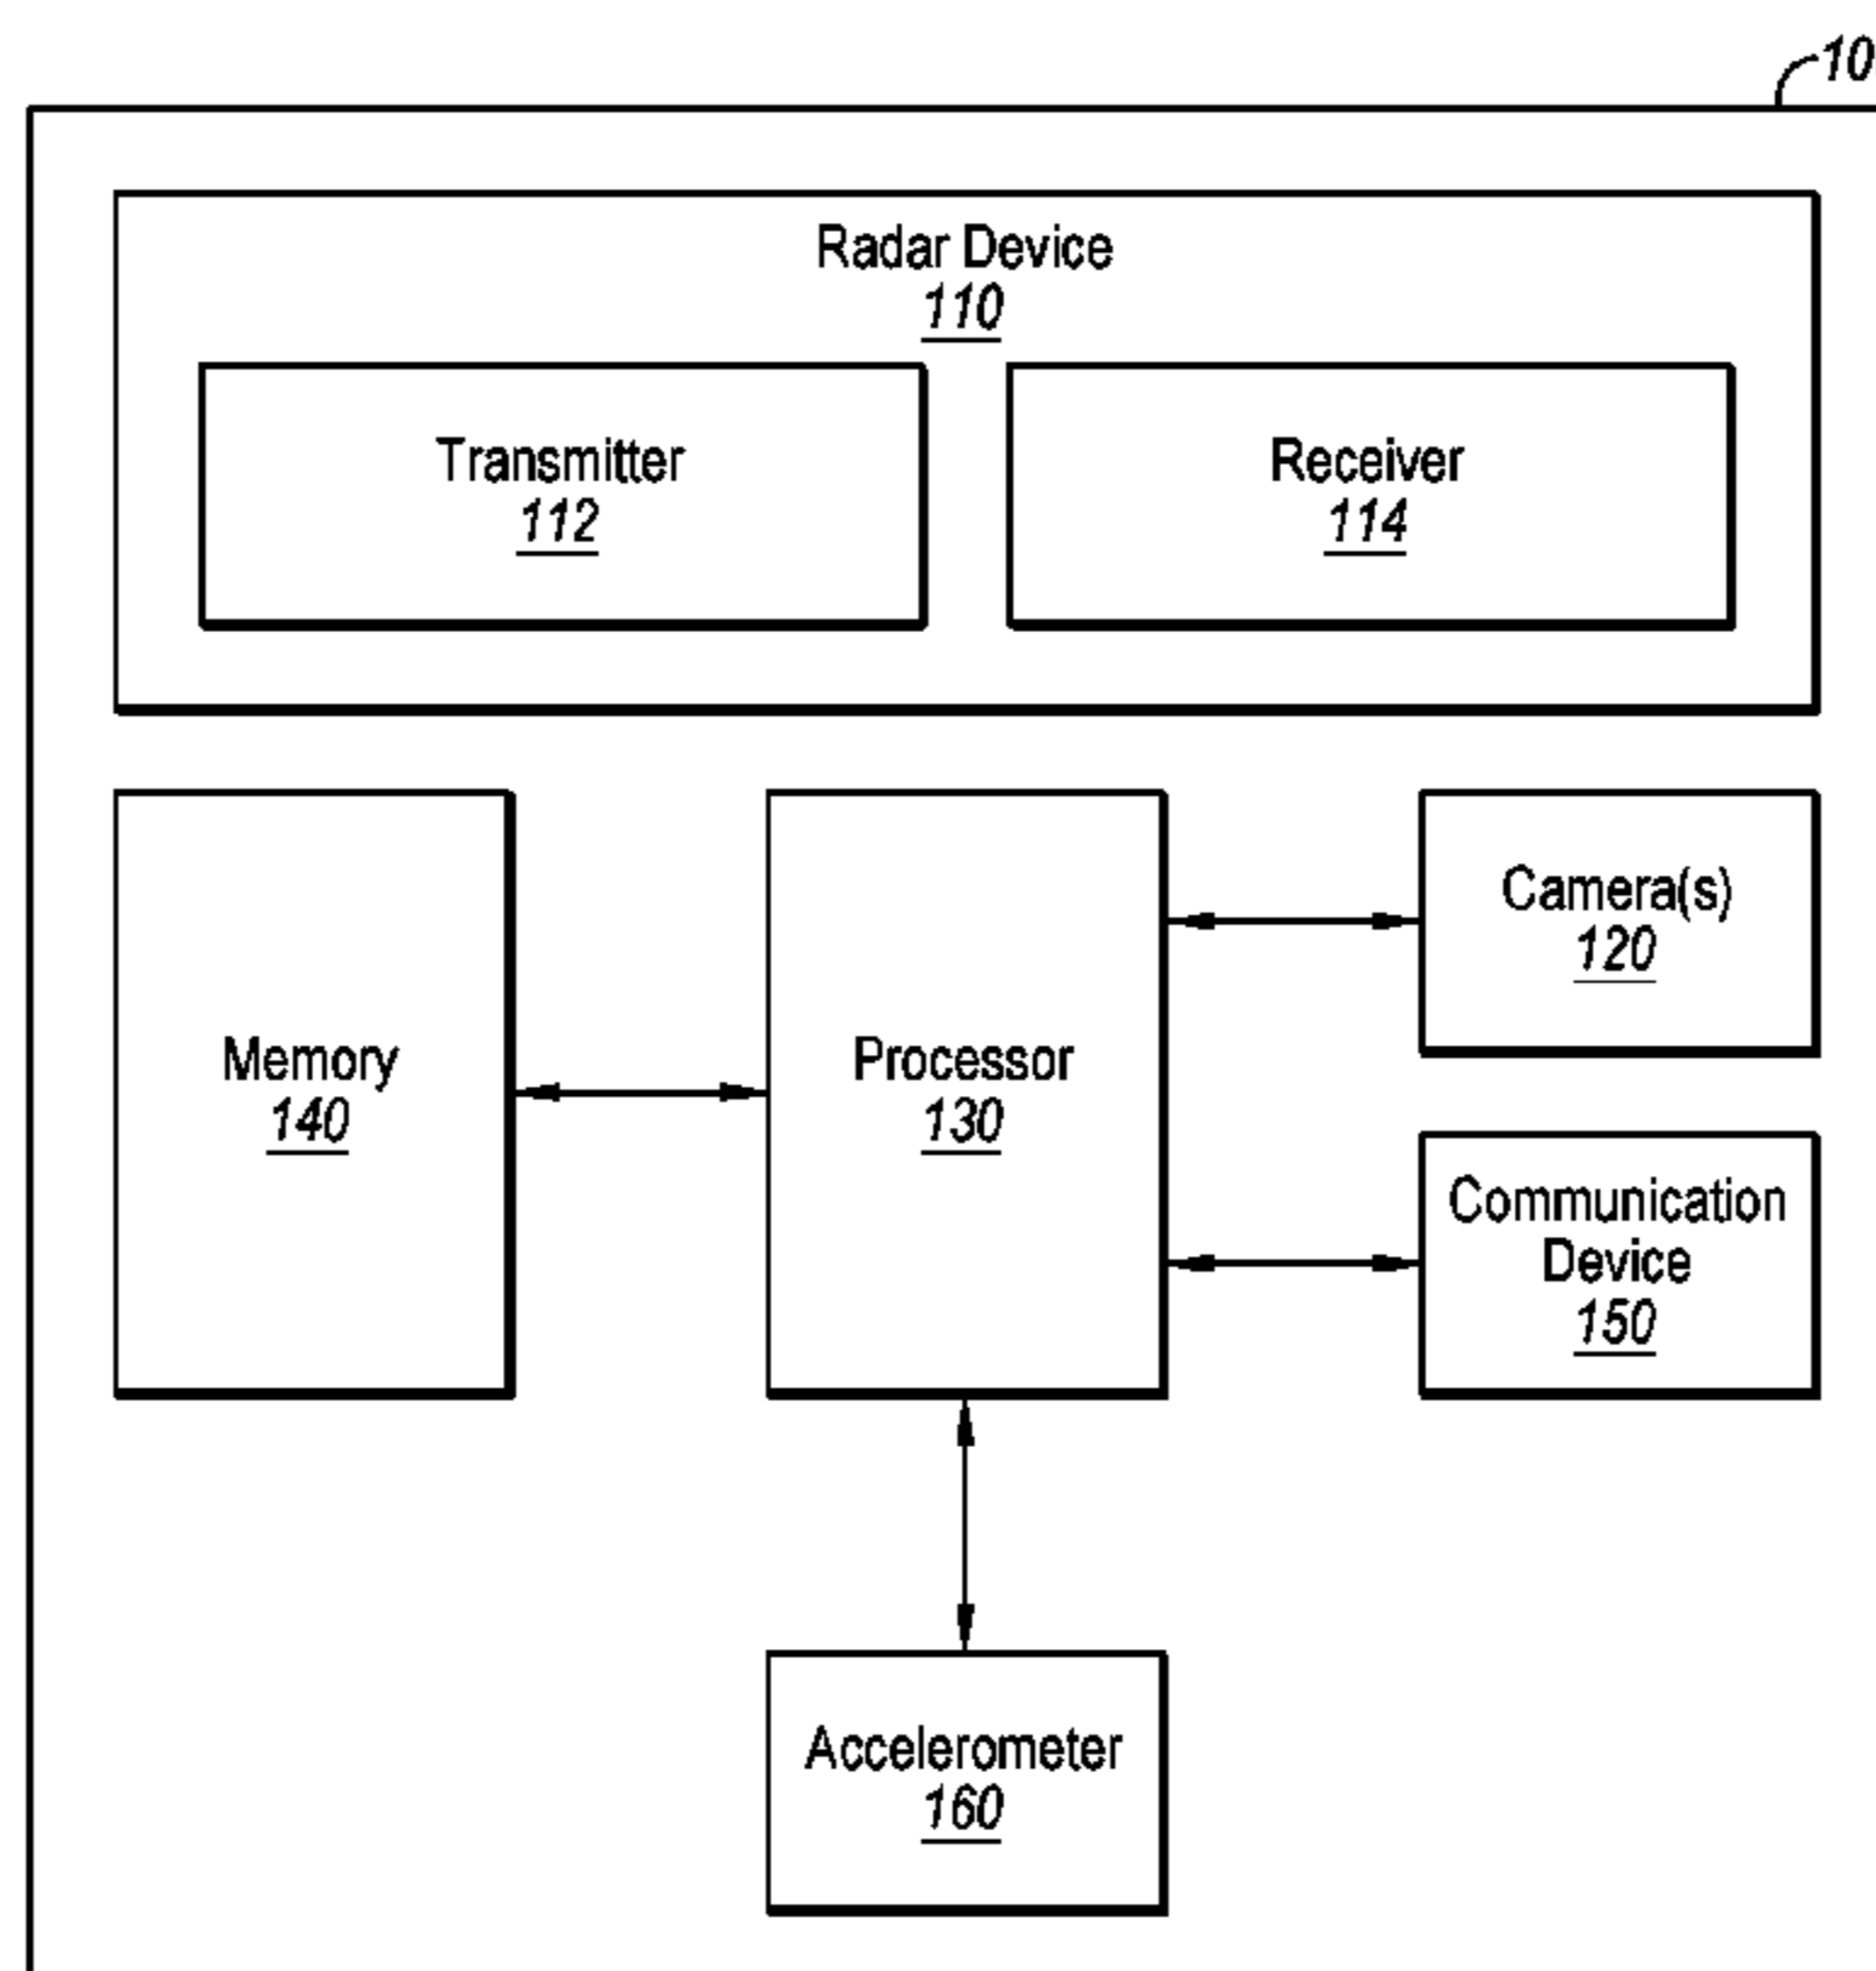 10
Radar Device
110
Transmitter
112
Receiver
114
Memory
140
Processor
130
Camera(s)
120
Communication
Device
150
Accelerometer
160